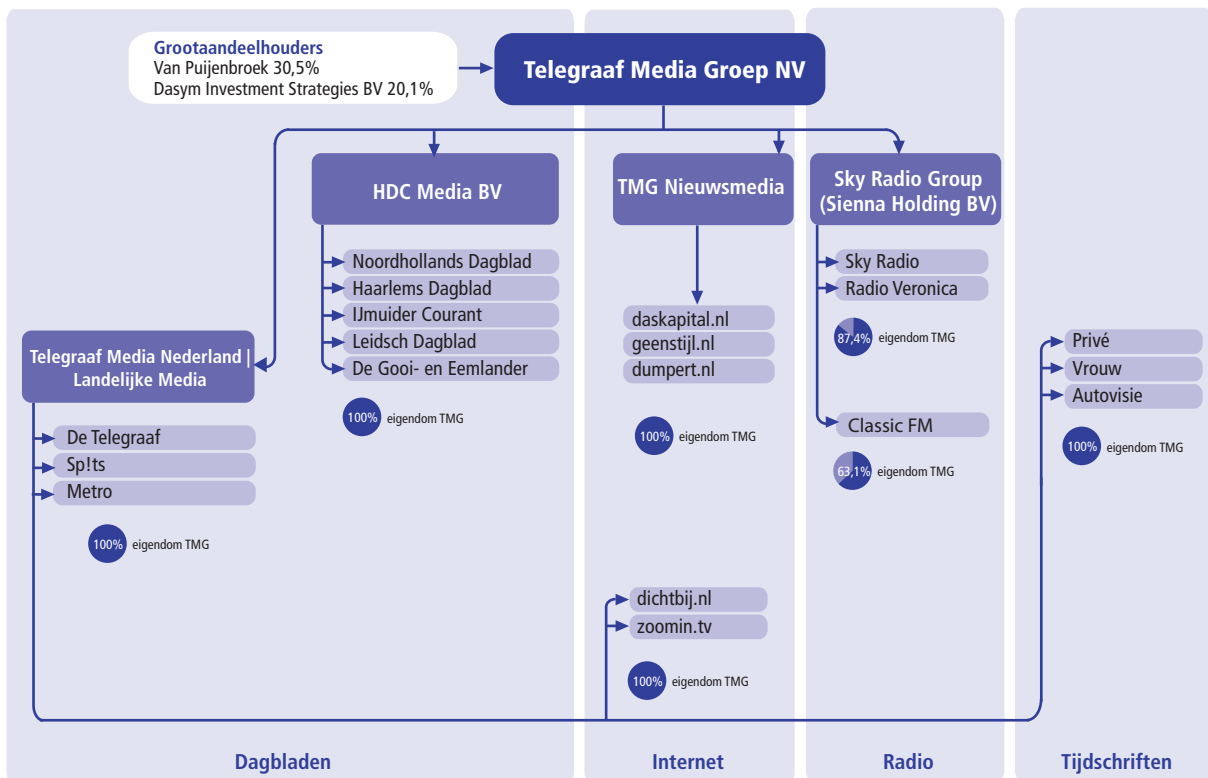 Grootaandeelhouders
Van Puijenbroek 30,5%
Dasym Investment Strategies BV 20,1%
Telegraaf Media Groep NV
HDC Media BV
TMG Nieuwsmedia
Sky Radio Group
(Sienna Holding BV)
Noordhollands Dagblad
Haarlems Dagblad
IJmuider Courant
Leidsch Dagblad
De Gooi- en Eemlander
100% eigendom TMG
Telegraaf Media Nederland |
Landelijke Media
De Telegraaf
Sp!ts
Metro
100% eigendom TMG
daskapital.nl
geenstijl.nl
dumpert.nl
100% eigendom TMG
dichtbij.nl
zoomin.tv
100% eigendom TMG
Sky Radio
Radio Veronica
87,4% eigendom TMG
Classic FM
63,1% eigendom TMG
Privé
Vrouw
Autovisie
100% eigendom TMG
Dagbladen
Internet
Radio
Tijdschriften